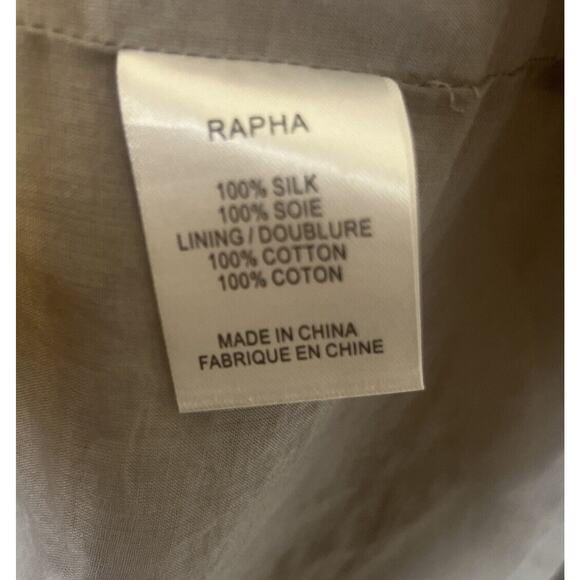 RAPHA
100% SILK
100% SOIE
LINING / DOUBLURE
100% COTTON
100% COTON
MADE IN CHINA
FABRIQUE EN CHINE